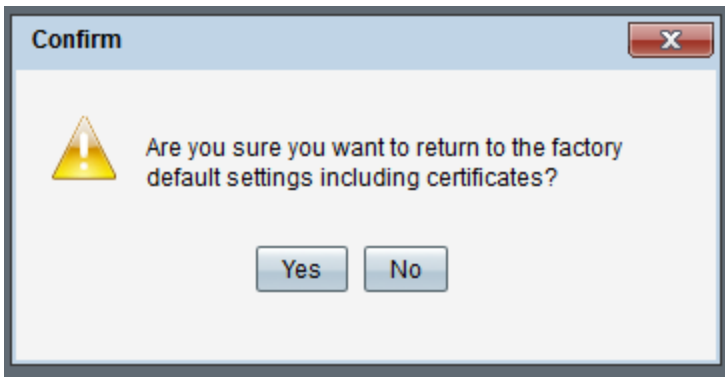 Confirm
Are you sure you want to return to the factory
default settings including certificates?
Yes No